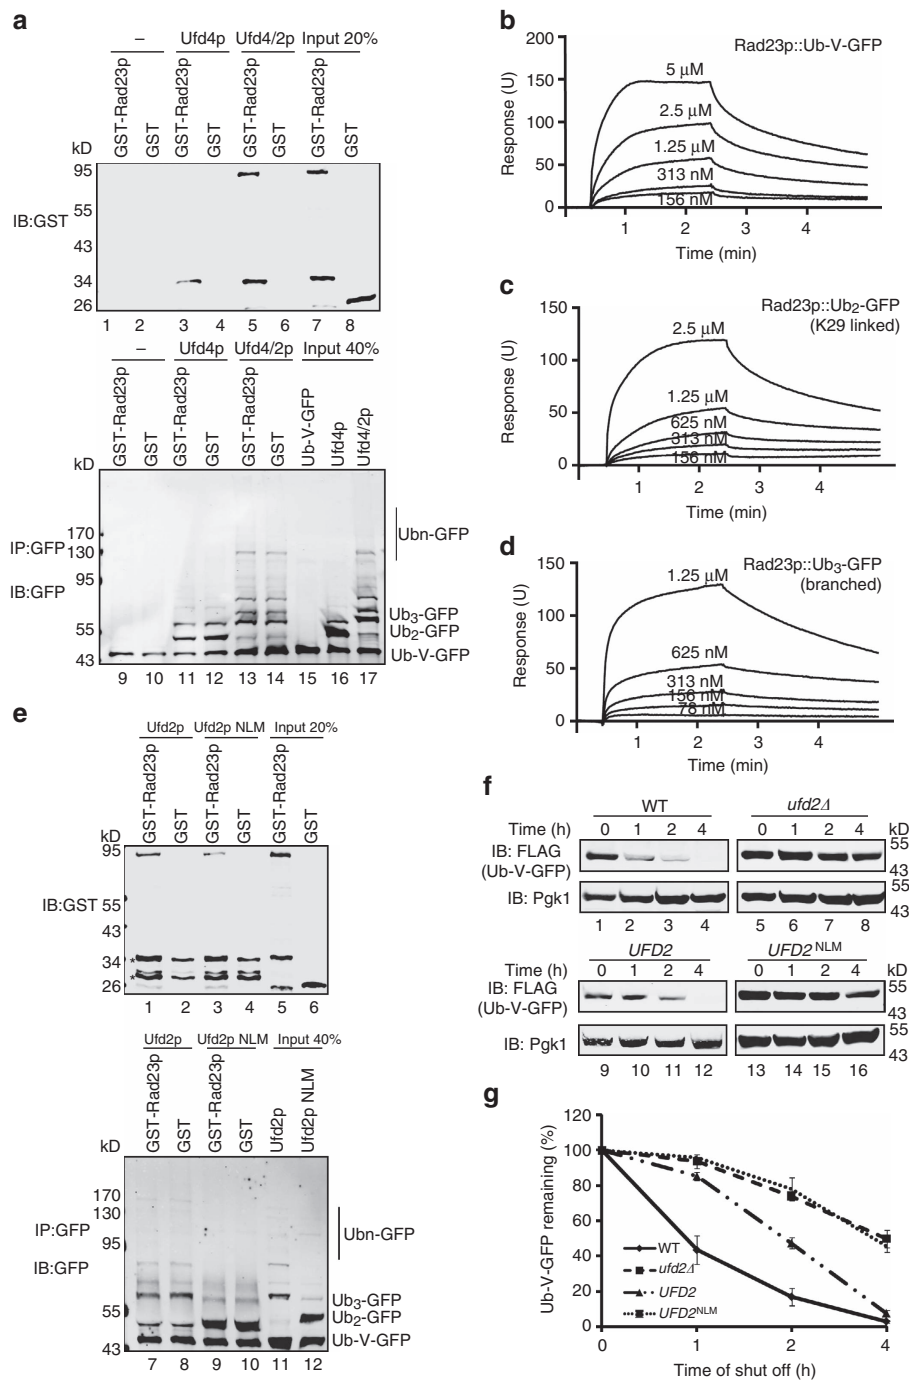 a
– Ufd4p Ufd4/2p Input 20%
GST-Rad23p GST GST-Rad23p GST GST-Rad23p GST GST-Rad23p GST
kD
95
55
IB:GST
43
34
26
1 2 3 4 5 6 7 8
– Ufd4p Ufd4/2p Input 40%
GST-Rad23p GST GST-Rad23p GST GST-Rad23p GST Ub-V-GFP Ufd4p Ufd4/2p
kD
170
IP:GFP 130
95
IB:GFP
55
43
Ubn-GFP
Ub3-GFP
Ub2-GFP
Ub-V-GFP
9 10 11 12 13 14 15 16 17
b
Rad23p::Ub-V-GFP
Response (U)
200
150
100
50
0
5 µM
2.5 µM
1.25 µM
313 nM
156 nM
1 2 3 4
Time (min)
c
Rad23p::Ub2-GFP
(K29 linked)
Response (U)
150
100
50
0
2.5 µM
1.25 µM
625 nM
313 nM
156 nM
1 2 3 4
Time (min)
d
Rad23p::Ub3-GFP
(branched)
Response (U)
150
100
50
0
1.25 µM
625 nM
313 nM
156 nM
78 nM
1 2 3 4
Time (min)
e
Ufd2p Ufd2p NLM Input 20%
GST-Rad23p GST GST-Rad23p GST GST-Rad23p GST
kD
95
55
IB:GST
43
34
*
*
26
1 2 3 4 5 6
Ufd2p Ufd2p NLM Input 40%
GST-Rad23p GST GST-Rad23p GST Ufd2p Ufd2p NLM
kD
170
130
IP:GFP
95
IB:GFP
55
43
Ubn-GFP
Ub3-GFP
Ub2-GFP
Ub-V-GFP
7 8 9 10 11 12
f
WT ufd2Δ
Time (h) 0 1 2 4 0 1 2 4 kD
IB: FLAG
(Ub-V-GFP)
55
43
IB: Pgk1
55
43
1 2 3 4 5 6 7 8
UFD2 UFD2NLM
Time (h) 0 1 2 4 0 1 2 4 kD
IB: FLAG
(Ub-V-GFP)
55
43
IB: Pgk1
55
43
9 10 11 12 13 14 15 16
g
Ub-V-GFP remaining (%)
120
100
80
60
40
20
0
WT
ufd2Δ
UFD2
UFD2NLM
0 1 2 4
Time of shut off (h)